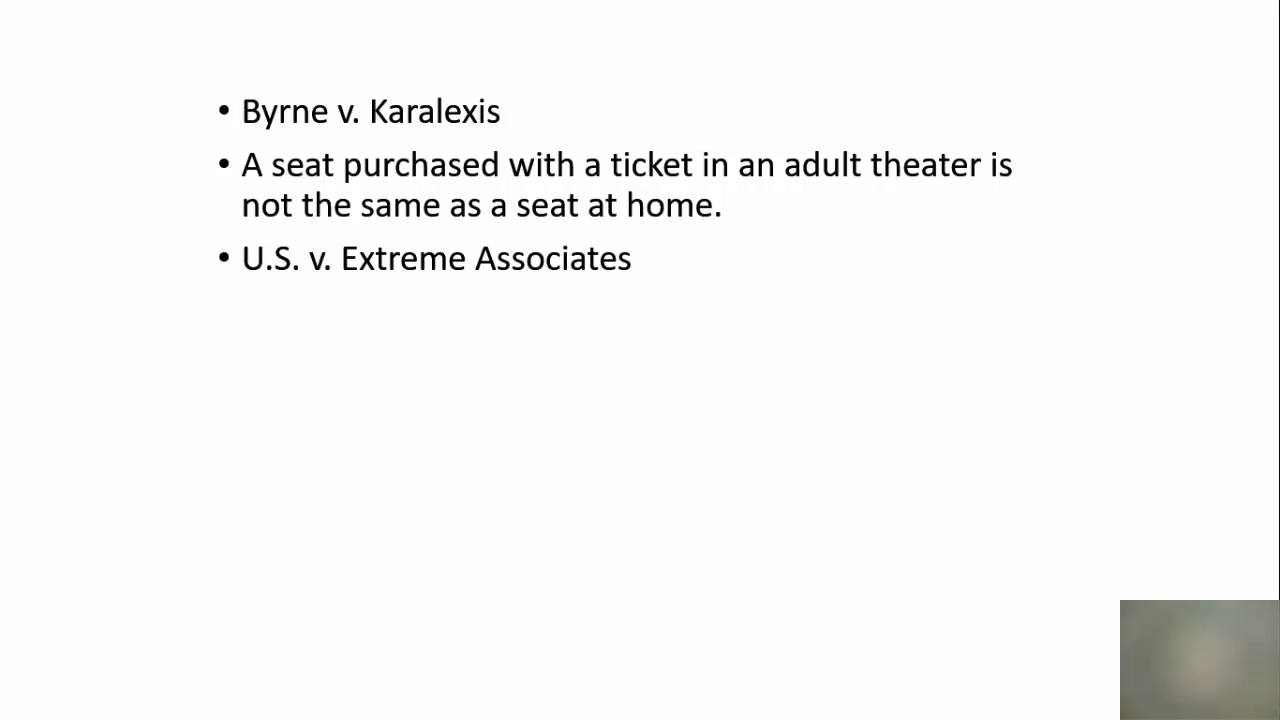 • Byrne v. Karalexis
• A seat purchased with a ticket in an adult theater is
not the same as a seat at home.
• U.S. v. Extreme Associates